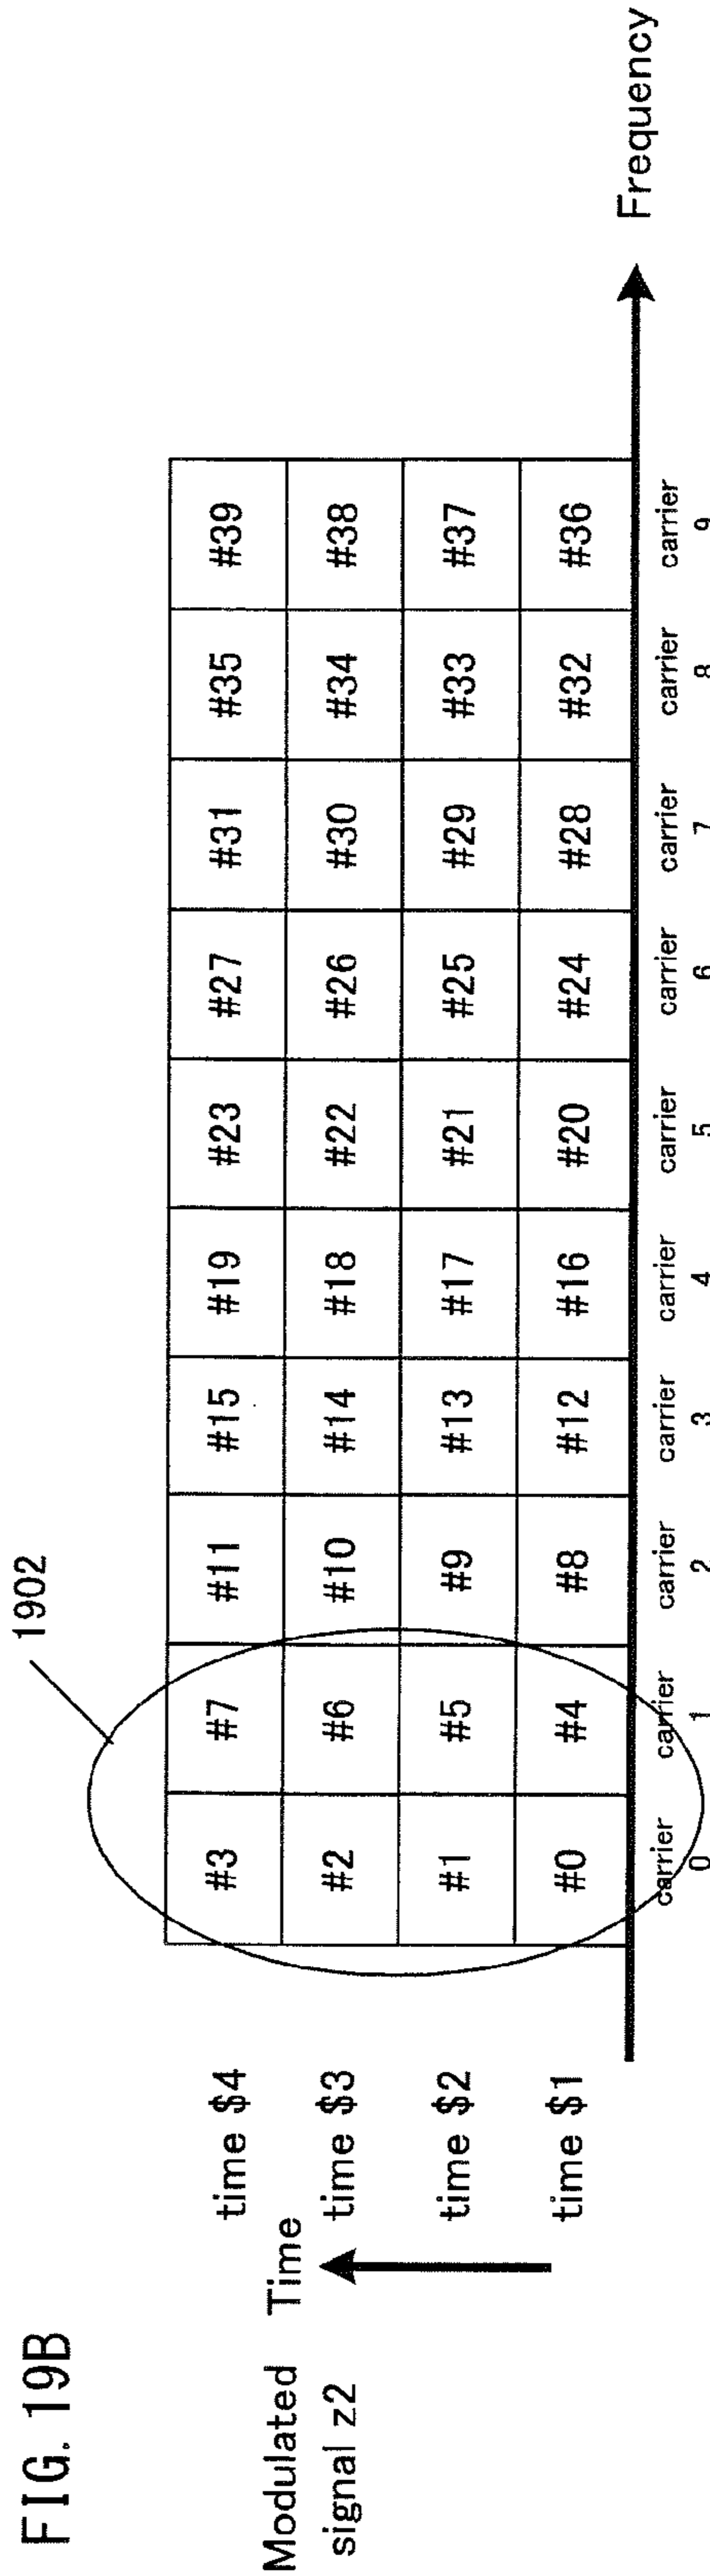 FIG. 19B
1902
Modulated
signal z2
Time
time $4 #3 #7 #11 #15 #19 #23 #27 #31 #35 #39
time $3 #2 #6 #10 #14 #18 #22 #26 #30 #34 #38
time $2 #1 #5 #9 #13 #17 #21 #25 #29 #33 #37
time $1 #0 #4 #8 #12 #16 #20 #24 #28 #32 #36
Frequency
carrier carrier carrier carrier carrier carrier carrier carrier carrier carrier
0 1 2 3 4 5 6 7 8 9